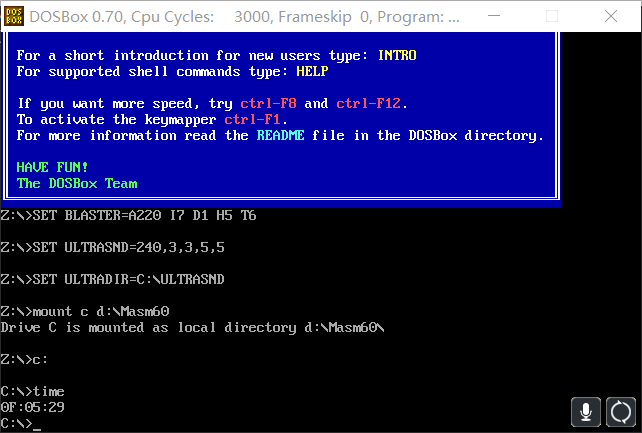 DOS BOX
DOSBox 0.70, Cpu Cycles: 3000, Frameskip 0, Program: ...
For a short introduction for new users type: INTRO
For supported shell commands type: HELP
If you want more speed, try ctrl-F8 and ctrl-F12.
To activate the keymapper ctrl-F1.
For more information read the README file in the DOSBox directory.
HAVE FUN!
The DOSBox Team
Z:\>SET BLASTER=A220 I7 D1 H5 T6
Z:\>SET ULTRASND=240,3,3,5,5
Z:\>SET ULTRADIR=C:\ULTRASND
Z:\>mount c d:\Masm60
Drive C is mounted as local directory d:\Masm60\
Z:\>c:
C:\>time
0F:05:29
C:\>_